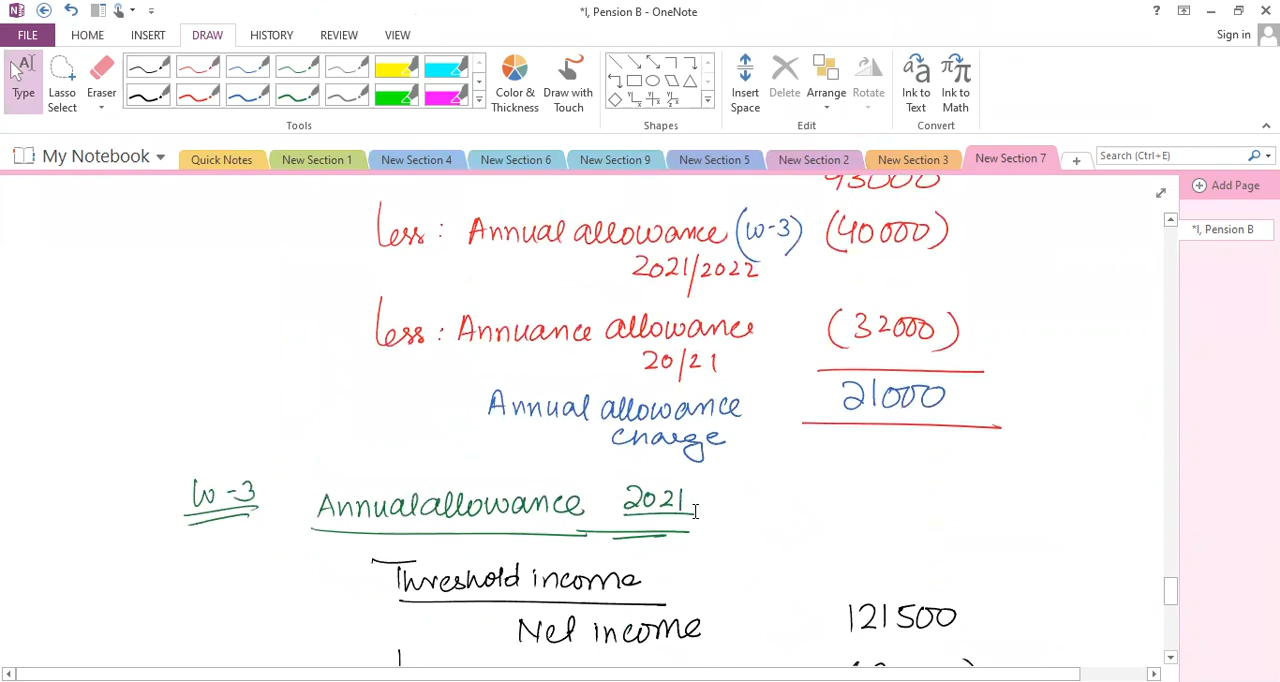 *I, Pension B - OneNote
Sign in
FILE HOME INSERT DRAW HISTORY REVIEW VIEW
Type
Lasso Select
Eraser
Color & Thickness
Draw with Touch
Insert Space
Delete
Arrange
Rotate
Ink to Text
Ink to Math
Tools Shapes Edit Convert
My Notebook Quick Notes New Section 1 New Section 4 New Section 6 New Section 9 New Section 5 New Section 2 New Section 3 New Section 7 Search (Ctrl+E)
Add Page
*I, Pension B
93000
less : Annual allowance (w-3) (40000)
2021/2022
less : Annuance allowance (32000)
20/21
Annual allowance 21000
charge
W-3 Annual allowance 2021
Threshold income
Net income 121500